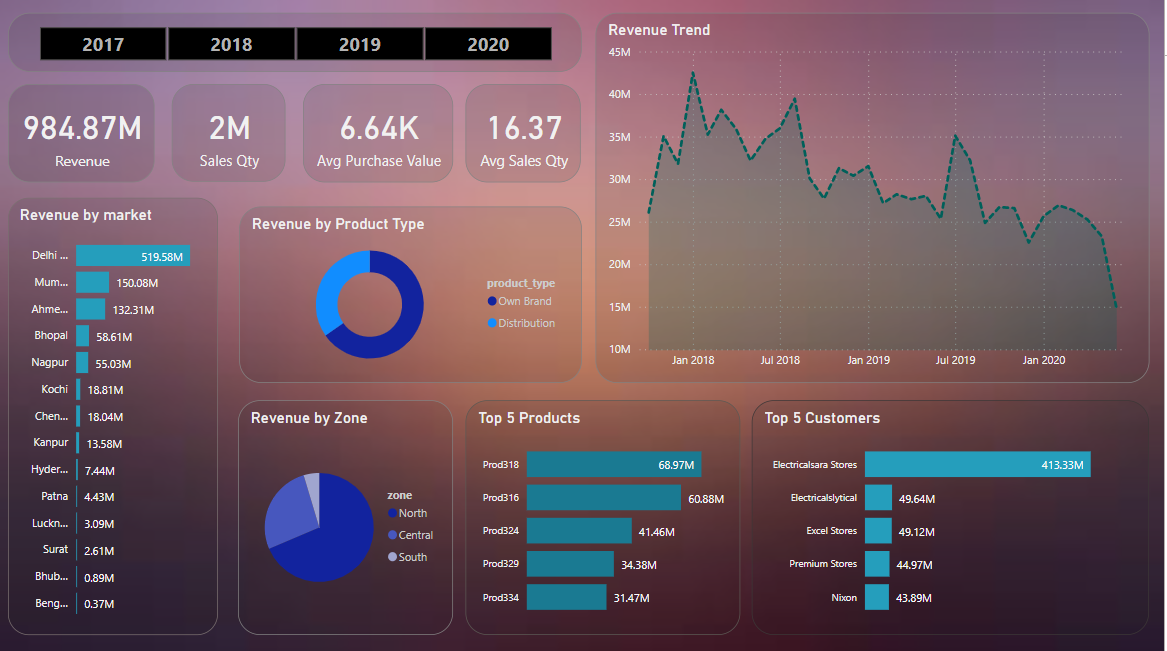 2017 2018 2019 2020
984.87M
Revenue
2M
Sales Qty
6.64K
Avg Purchase Value
16.37
Avg Sales Qty
Revenue Trend
45M
40M
35M
30M
25M
20M
15M
10M
Jan 2018 Jul 2018 Jan 2019 Jul 2019 Jan 2020
Revenue by market
Delhi ... 519.58M
Mum... 150.08M
Ahme... 132.31M
Bhopal 58.61M
Nagpur 55.03M
Kochi 18.81M
Chen... 18.04M
Kanpur 13.58M
Hyder... 7.44M
Patna 4.43M
Luckn... 3.09M
Surat 2.61M
Bhub... 0.89M
Beng... 0.37M
Revenue by Product Type
product_type
Own Brand
Distribution
Revenue by Zone
zone
North
Central
South
Top 5 Products
Prod318 68.97M
Prod316 60.88M
Prod324 41.46M
Prod329 34.38M
Prod334 31.47M
Top 5 Customers
Electricalsara Stores 413.33M
Electricalslytical 49.64M
Excel Stores 49.12M
Premium Stores 44.97M
Nixon 43.89M